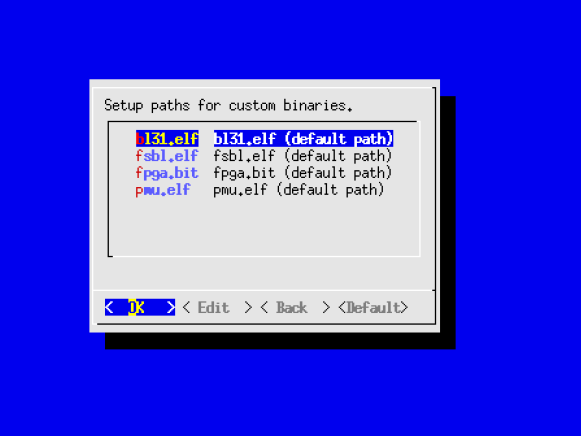 Setup paths for custom binaries.
bl31.elf bl31.elf (default path)
fsbl.elf fsbl.elf (default path)
fpga.bit fpga.bit (default path)
pmu.elf pmu.elf (default path)
< OK > < Edit > < Back > <Default>